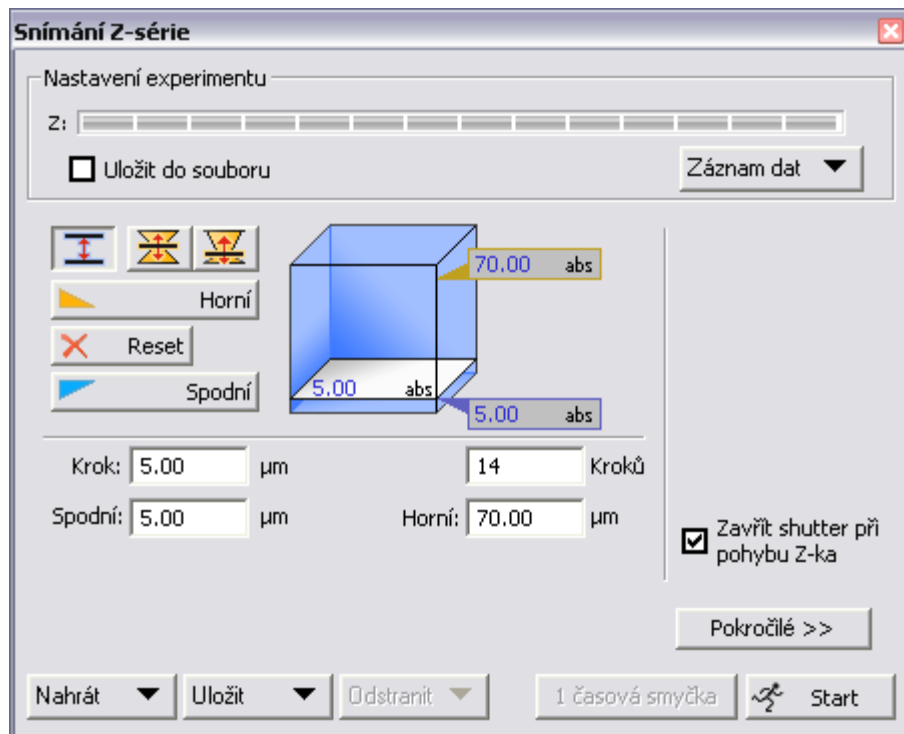 Snímání Z-série
Nastavení experimentu
Z:
Uložit do souboru
Záznam dat
70.00 abs
Horní
Reset
Spodní
5.00 abs
5.00 abs
Krok: 5.00 µm
14 Kroků
Spodní: 5.00 µm
Horní: 70.00 µm
Zavřít shutter při
pohybu Z-ka
Pokročilé >>
Nahrát
Uložit
Odstranit
1 časová smyčka
Start